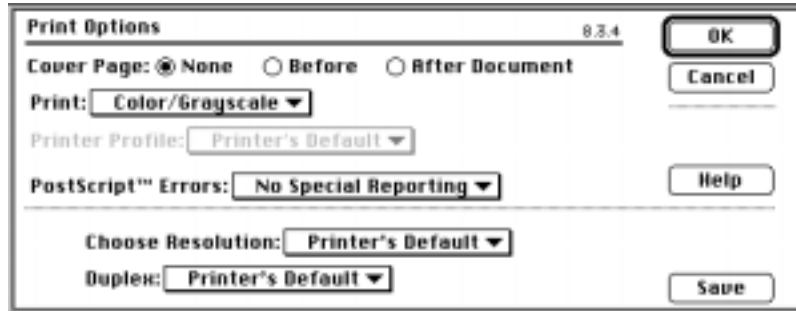 Print Options 8.3.4 OK
Cover Page: None Before After Document
Cancel
Print: Color/Grayscale
Printer Profile: Printer's Default
PostScript™ Errors: No Special Reporting Help
Choose Resolution: Printer's Default
Duplex: Printer's Default
Save